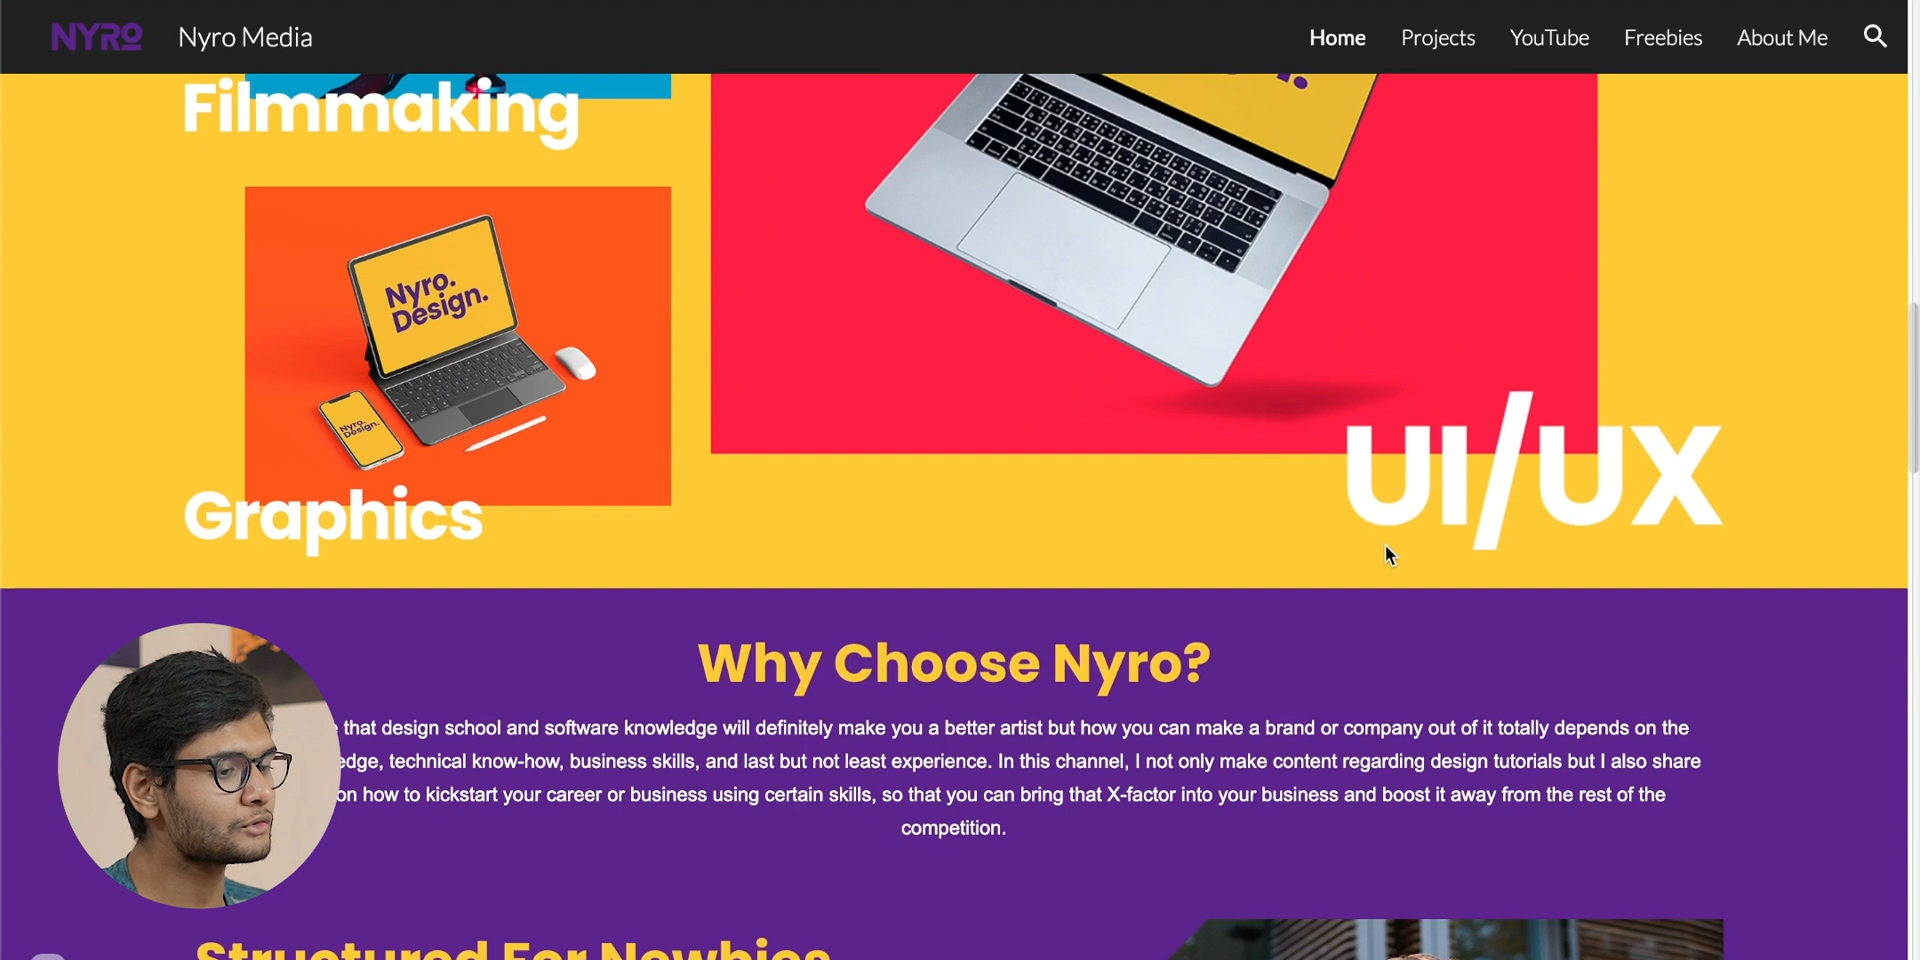 NYRO
Nyro Media
Home
Projects
YouTube
Freebies
About Me
Filmmaking
Nyro.
Design.
Nyro.
Design.
Graphics
UI/UX
Why Choose Nyro?
that design school and software knowledge will definitely make you a better artist but how you can make a brand or company out of it totally depends on the
technical know-how, business skills, and last but not least experience. In this channel, I not only make content regarding design tutorials but I also share
on how to kickstart your career or business using certain skills, so that you can bring that X-factor into your business and boost it away from the rest of the
competition.
Structured For Newbies